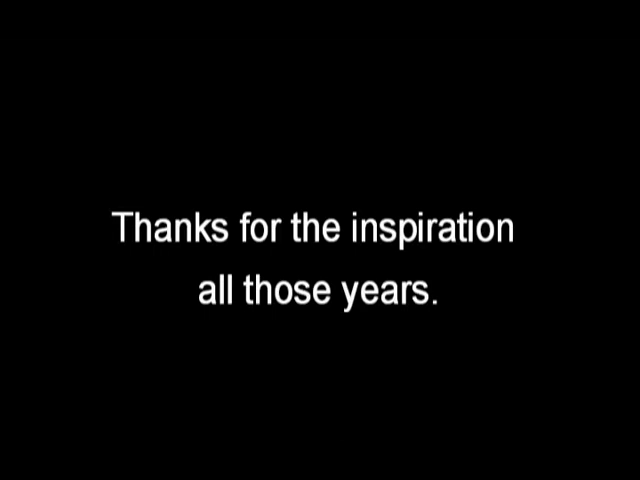 Thanks for the inspiration
all those years.